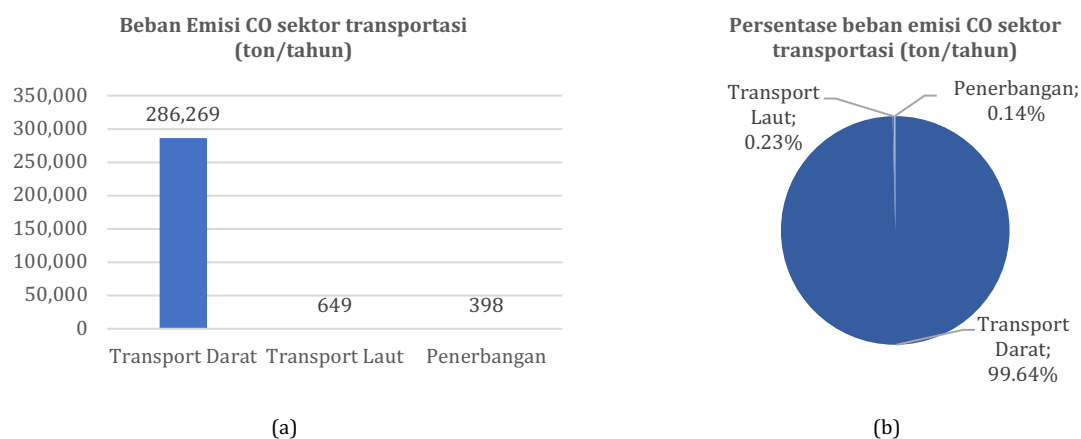 Beban Emisi CO sektor transportasi
(ton/tahun)
350,000
300,000
250,000
200,000
150,000
100,000
50,000
0
286,269
649
398
Transport Darat
Transport Laut
Penerbangan
(a)
Persentase beban emisi CO sektor
transportasi (ton/tahun)
Transport
Laut;
0.23%
Penerbangan;
0.14%
Transport
Darat;
99.64%
(b)